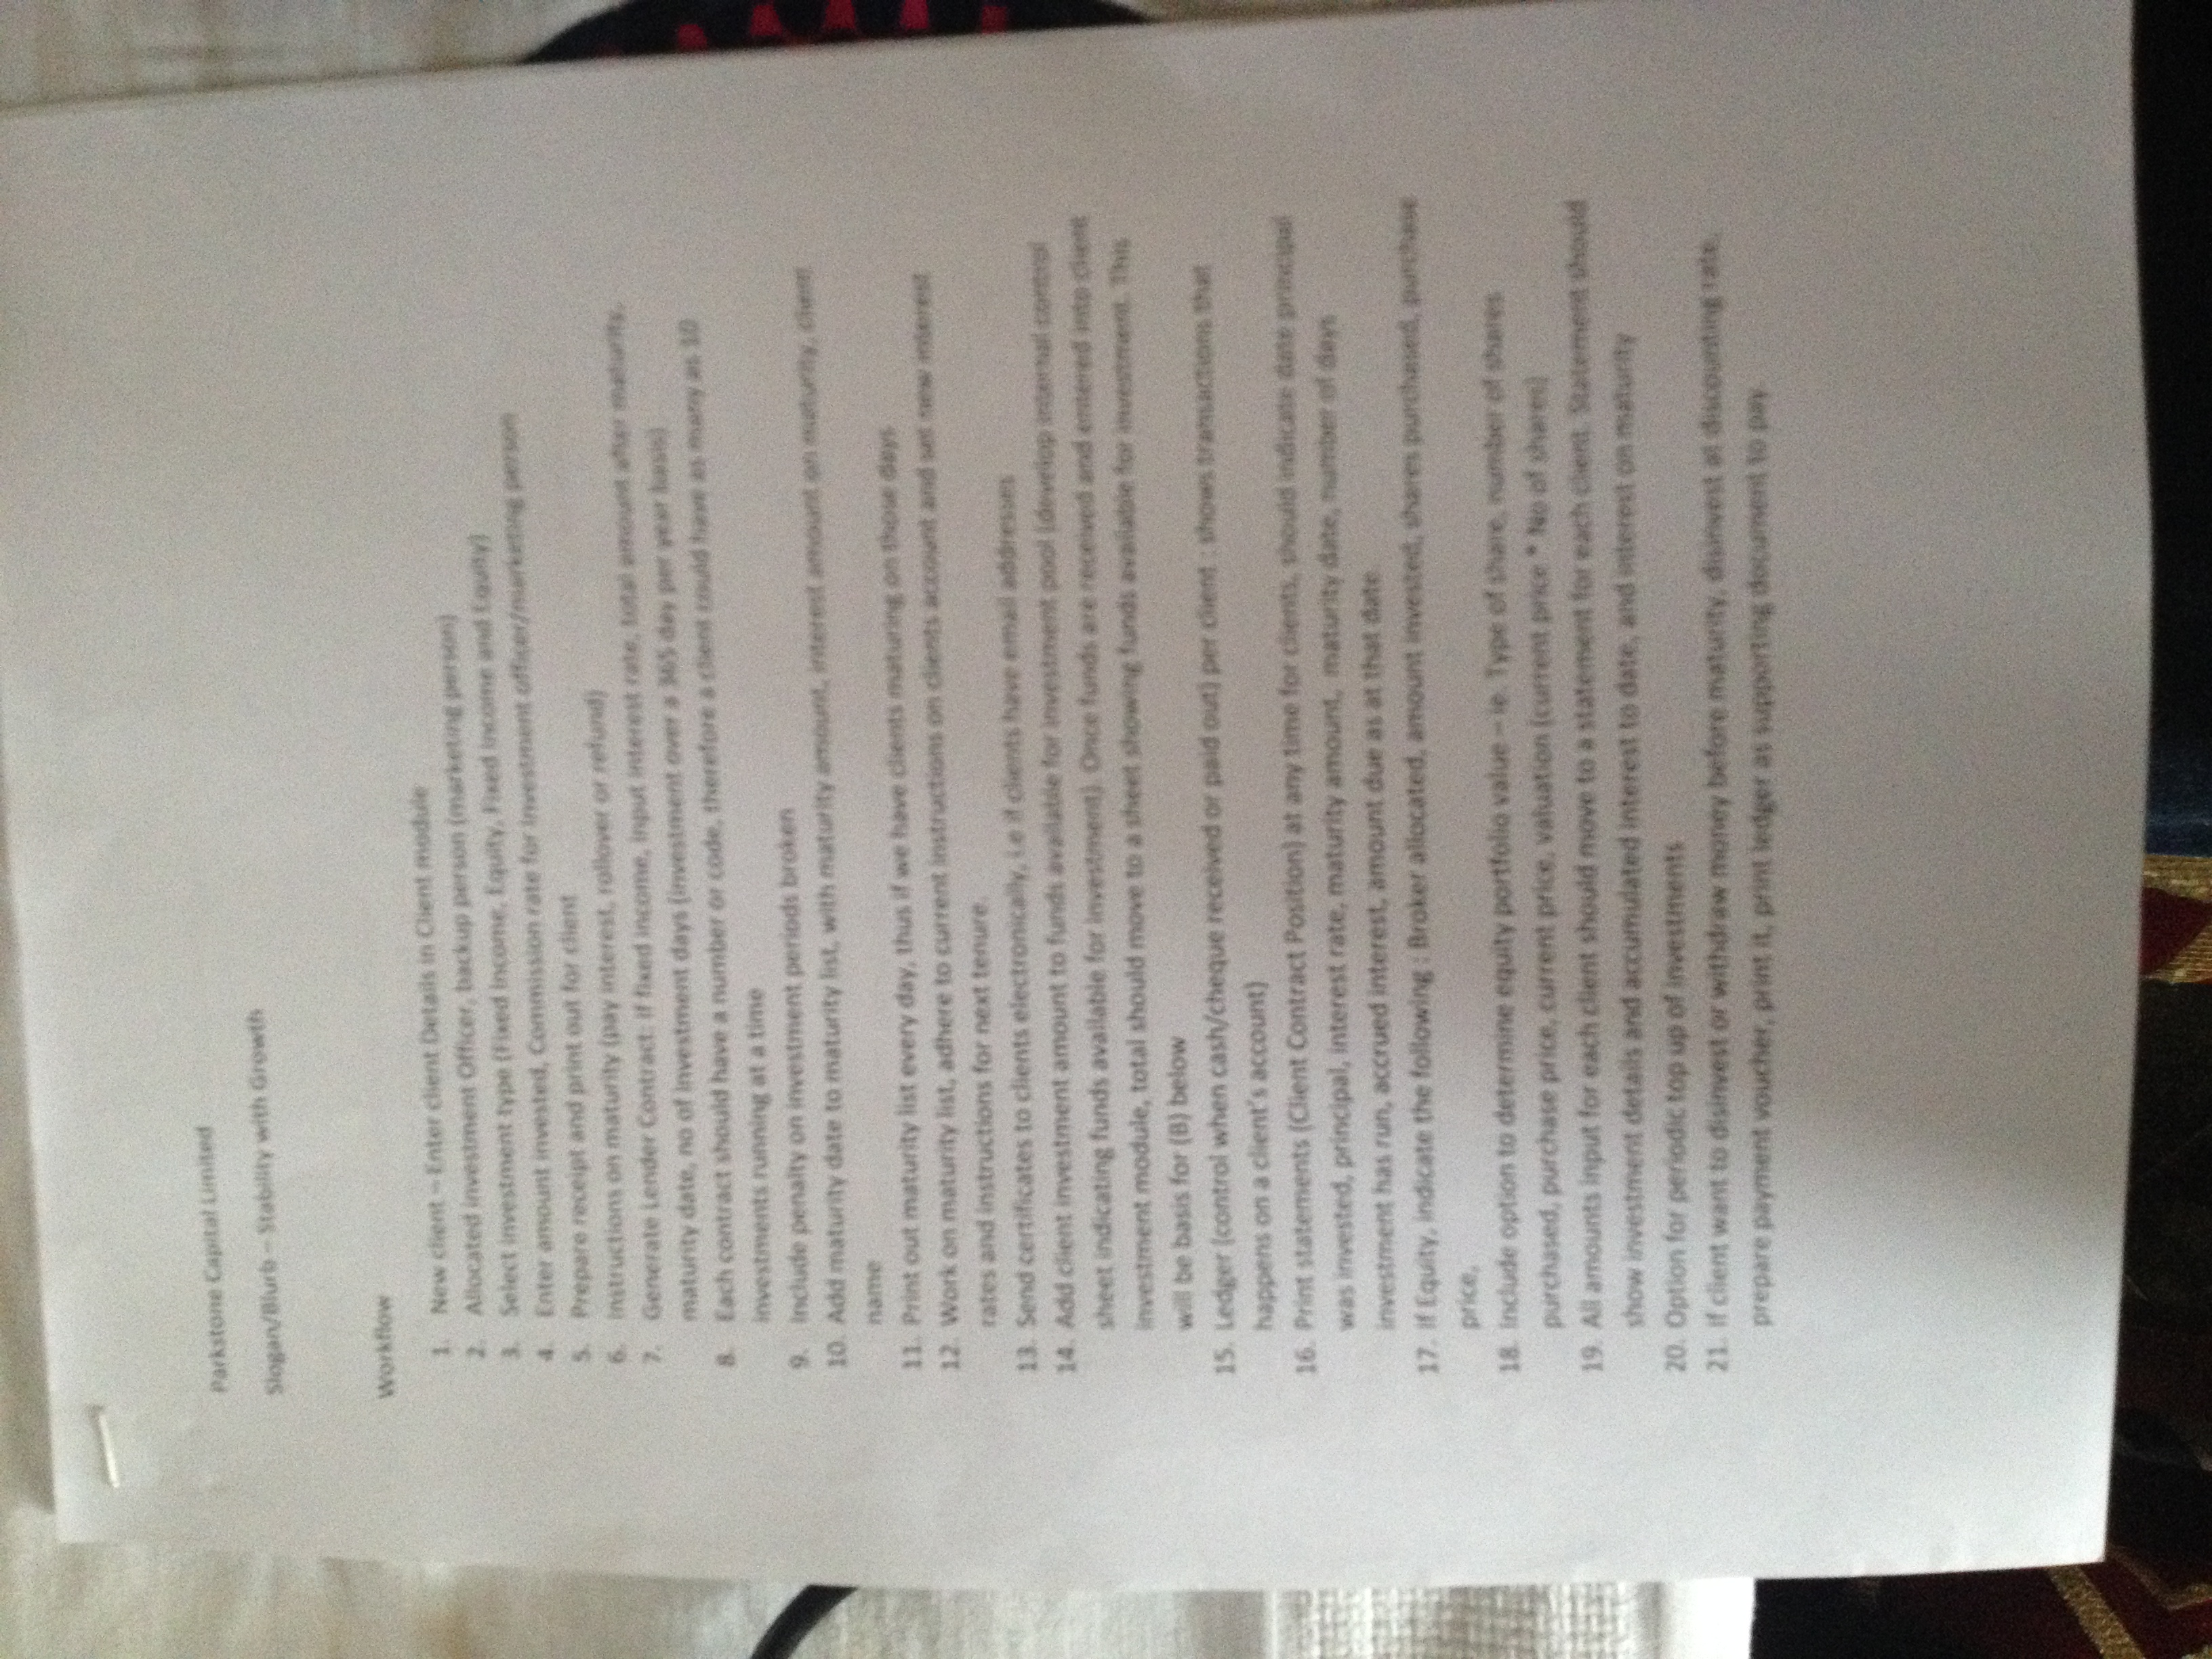 Parkstone Capital Limited
Slogan/Blurb – Stability with Growth
Workflow
1. New client – Enter client Details in Client module
2. Allocated investment Officer, backup person (marketing person)
3. Select investment type (Fixed Income, Equity, Fixed Income and Equity)
4. Enter amount invested, Commission rate for Investment officer/marketing person
5. Prepare receipt and print out for client
6. Instructions on maturity (pay interest, rollover or refund)
7. Generate Lender Contract: if fixed income, input interest rate, total amount after maturity,
maturity date, no of investment days (investment over a 365 day per year basis)
8. Each contract should have a number or code, therefore a client could have as many as 10
investments running at a time
9. Include penalty on investment periods broken
10. Add maturity date to maturity list, with maturity amount, interest amount on maturity, client
name
11. Print out maturity list every day, thus if we have clients maturing on those days
12. Work on maturity list, adhere to current instructions on clients account and set new interest
rates and instructions for next tenure.
13. Send certificates to clients electronically, i.e if clients have email addresses
14. Add client investment amount to funds available for investment pool (develop internal control
sheet indicating funds available for investment). Once funds are received and entered into client
investment module, total should move to a sheet showing funds available for investment. This
will be basis for (B) below
15. Ledger (control when cash/cheque received or paid out) per client : shows transactions that
happens on a client's account)
16. Print statements (Client Contract Position) at any time for clients, should indicate date principal
was invested, principal, interest rate, maturity amount, maturity date, number of days
investment has run, accrued interest, amount due as at that date
17. If Equity, indicate the following : Broker allocated, amount invested, shares purchased, purchase
price,
18. Include option to determine equity portfolio value – ie. Type of share, number of shares
purchased, purchase price, current price, valuation (current price * No of shares)
19. All amounts input for each client should move to a statement for each client. Statement should
show investment details and accumulated interest to date, and interest on maturity
20. Option for periodic top up of investments
21. If client want to disinvest or withdraw money before maturity, disinvest at discounting rate,
prepare payment voucher, print it, print ledger as supporting document to pay.